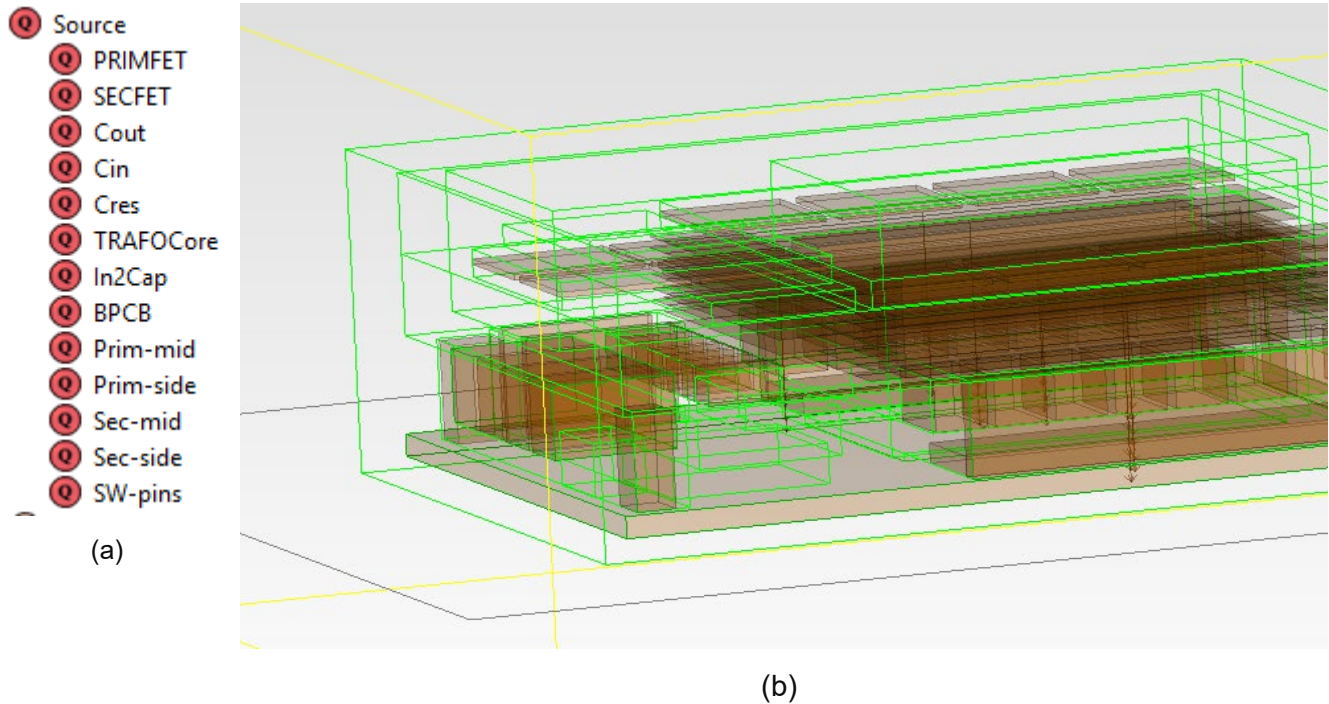 Q Source
Q PRIMFET
Q SECFET
Q Cout
Q Cin
Q Cres
Q TRAFOCore
Q In2Cap
Q BPCB
Q Prim-mid
Q Prim-side
Q Sec-mid
Q Sec-side
Q SW-pins
(a)
(b)